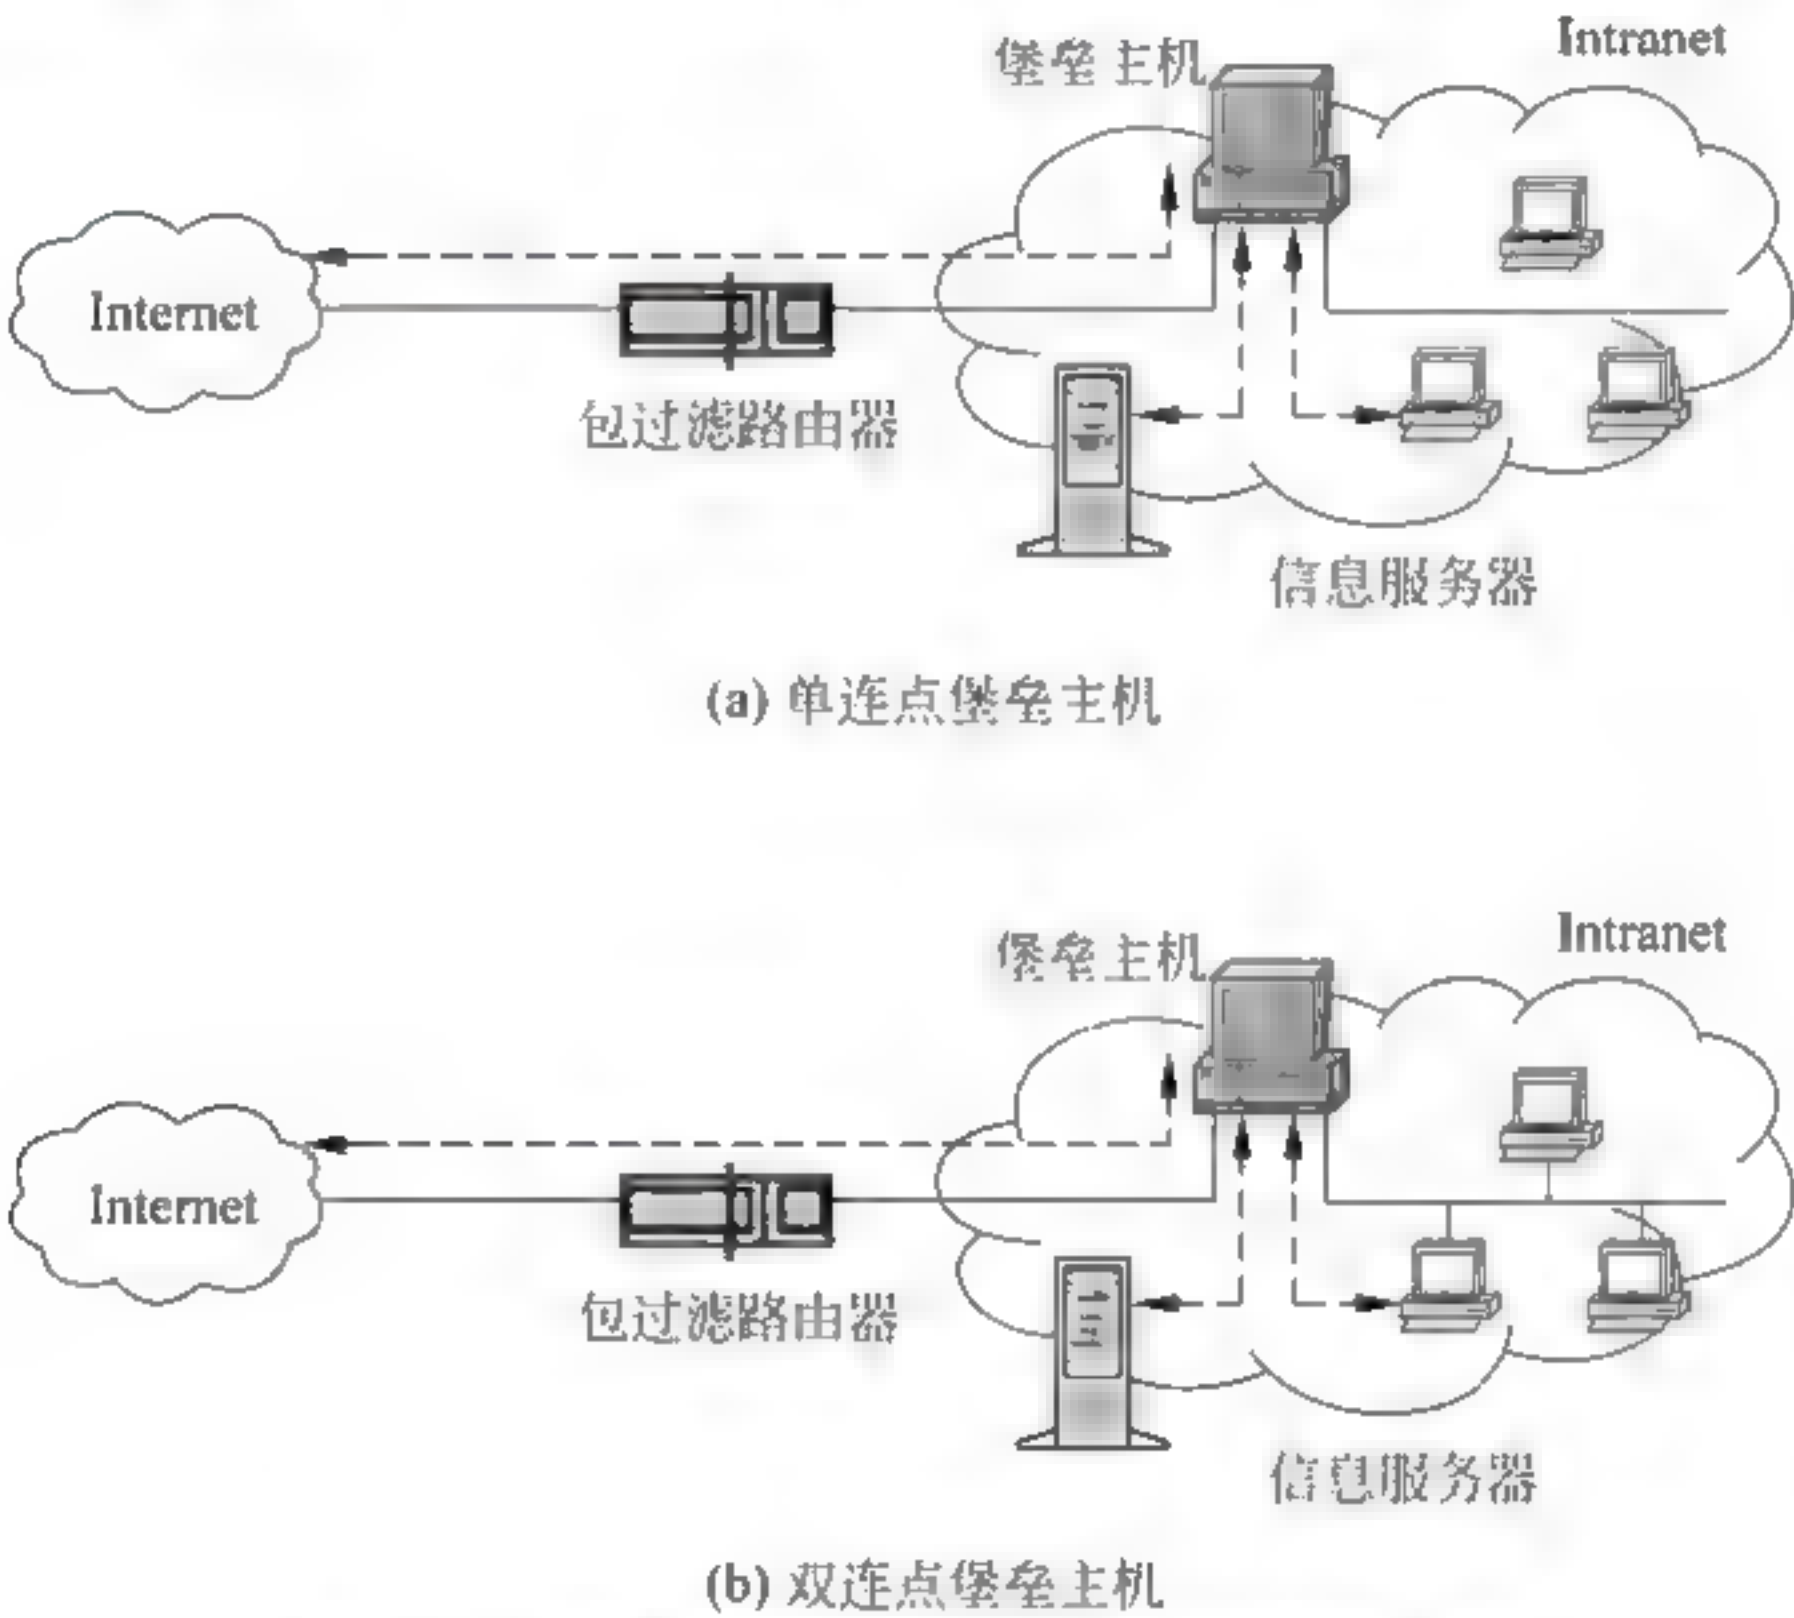 堡垒主机
Intranet
Internet
包过滤路由器
信息服务器
(a) 单连点堡垒主机
堡垒主机
Intranet
Internet
包过滤路由器
信息服务器
(b) 双连点堡垒主机